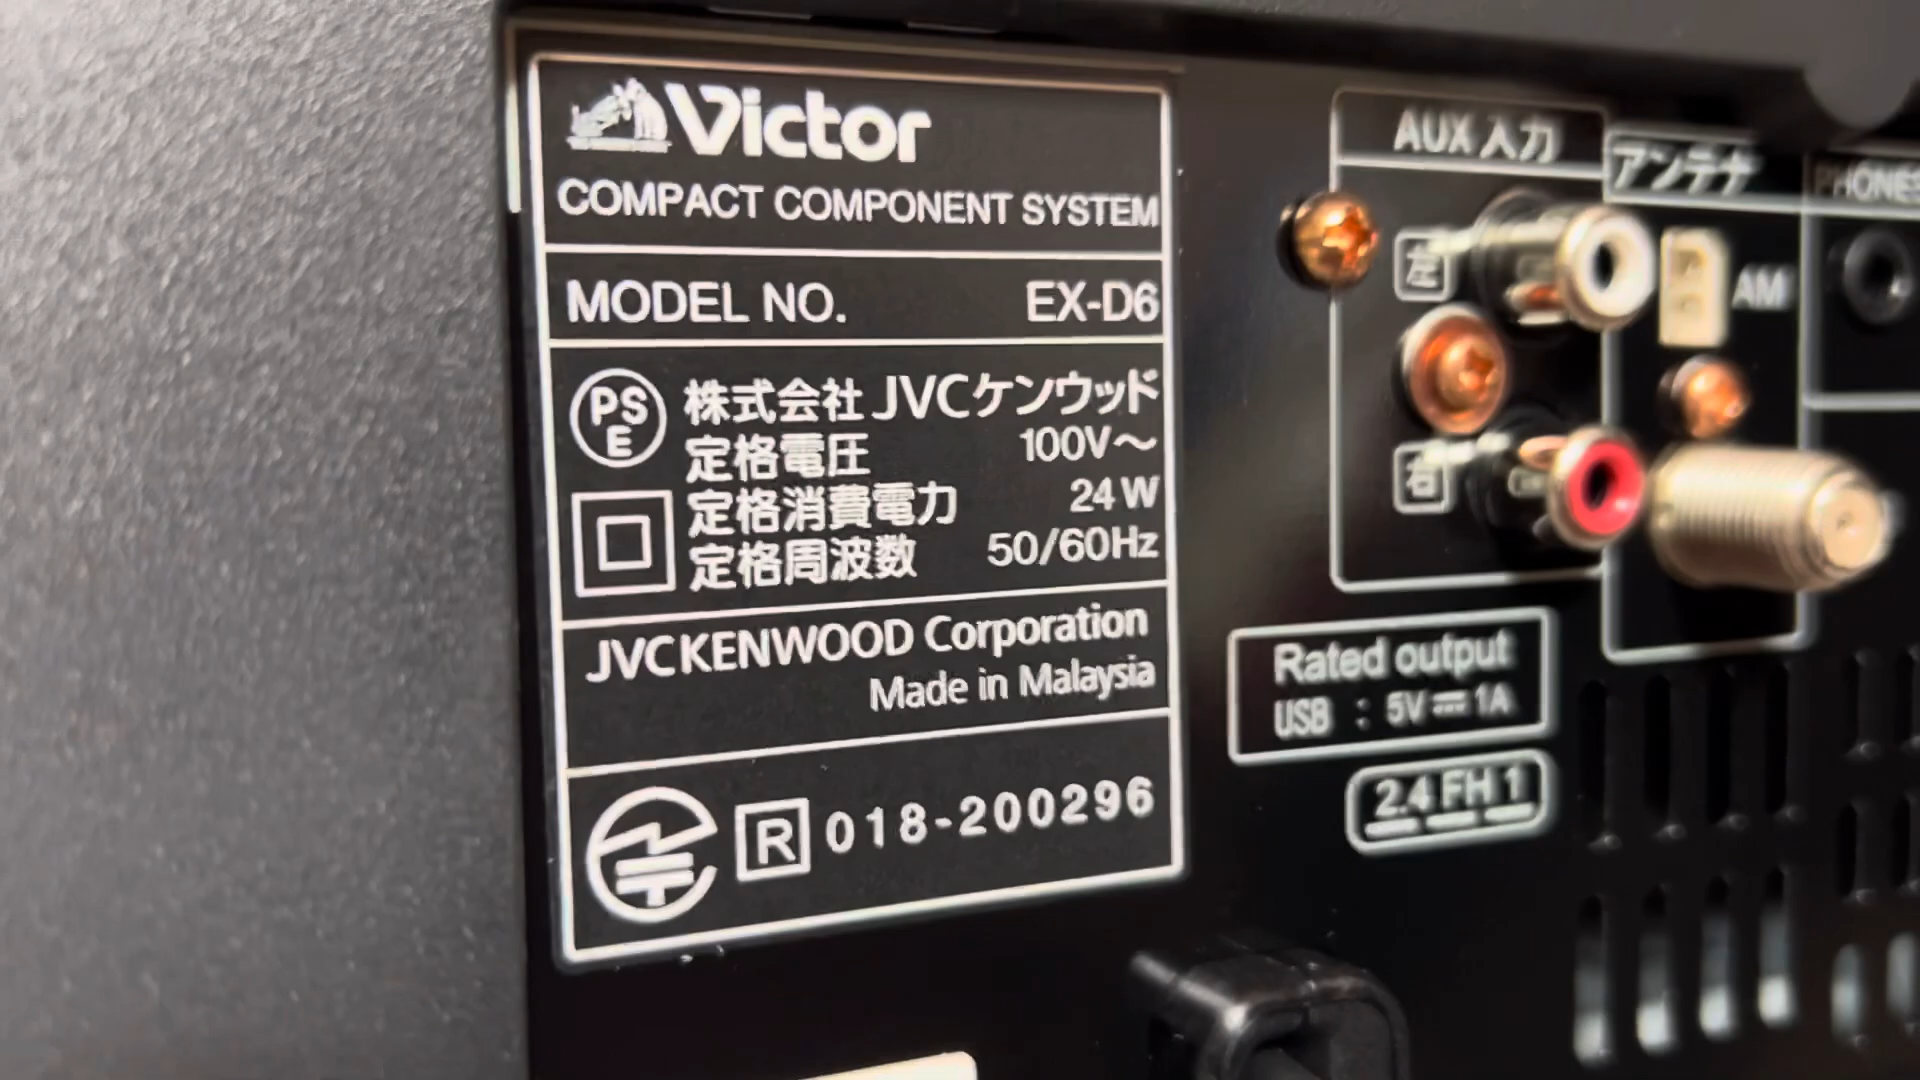 Victor
COMPACT COMPONENT SYSTEM
MODEL NO. EX-D6
PS
E
株式会社 JVCケンウッド
定格電圧 100V～
定格消費電力 24W
定格周波数 50/60Hz
JVCKENWOOD Corporation
Made in Malaysia
R 018-200296
AUX 入力
左
右
アンテナ
AM
PHONES
Rated output
USB : 5V⎓1A
2.4 FH 1